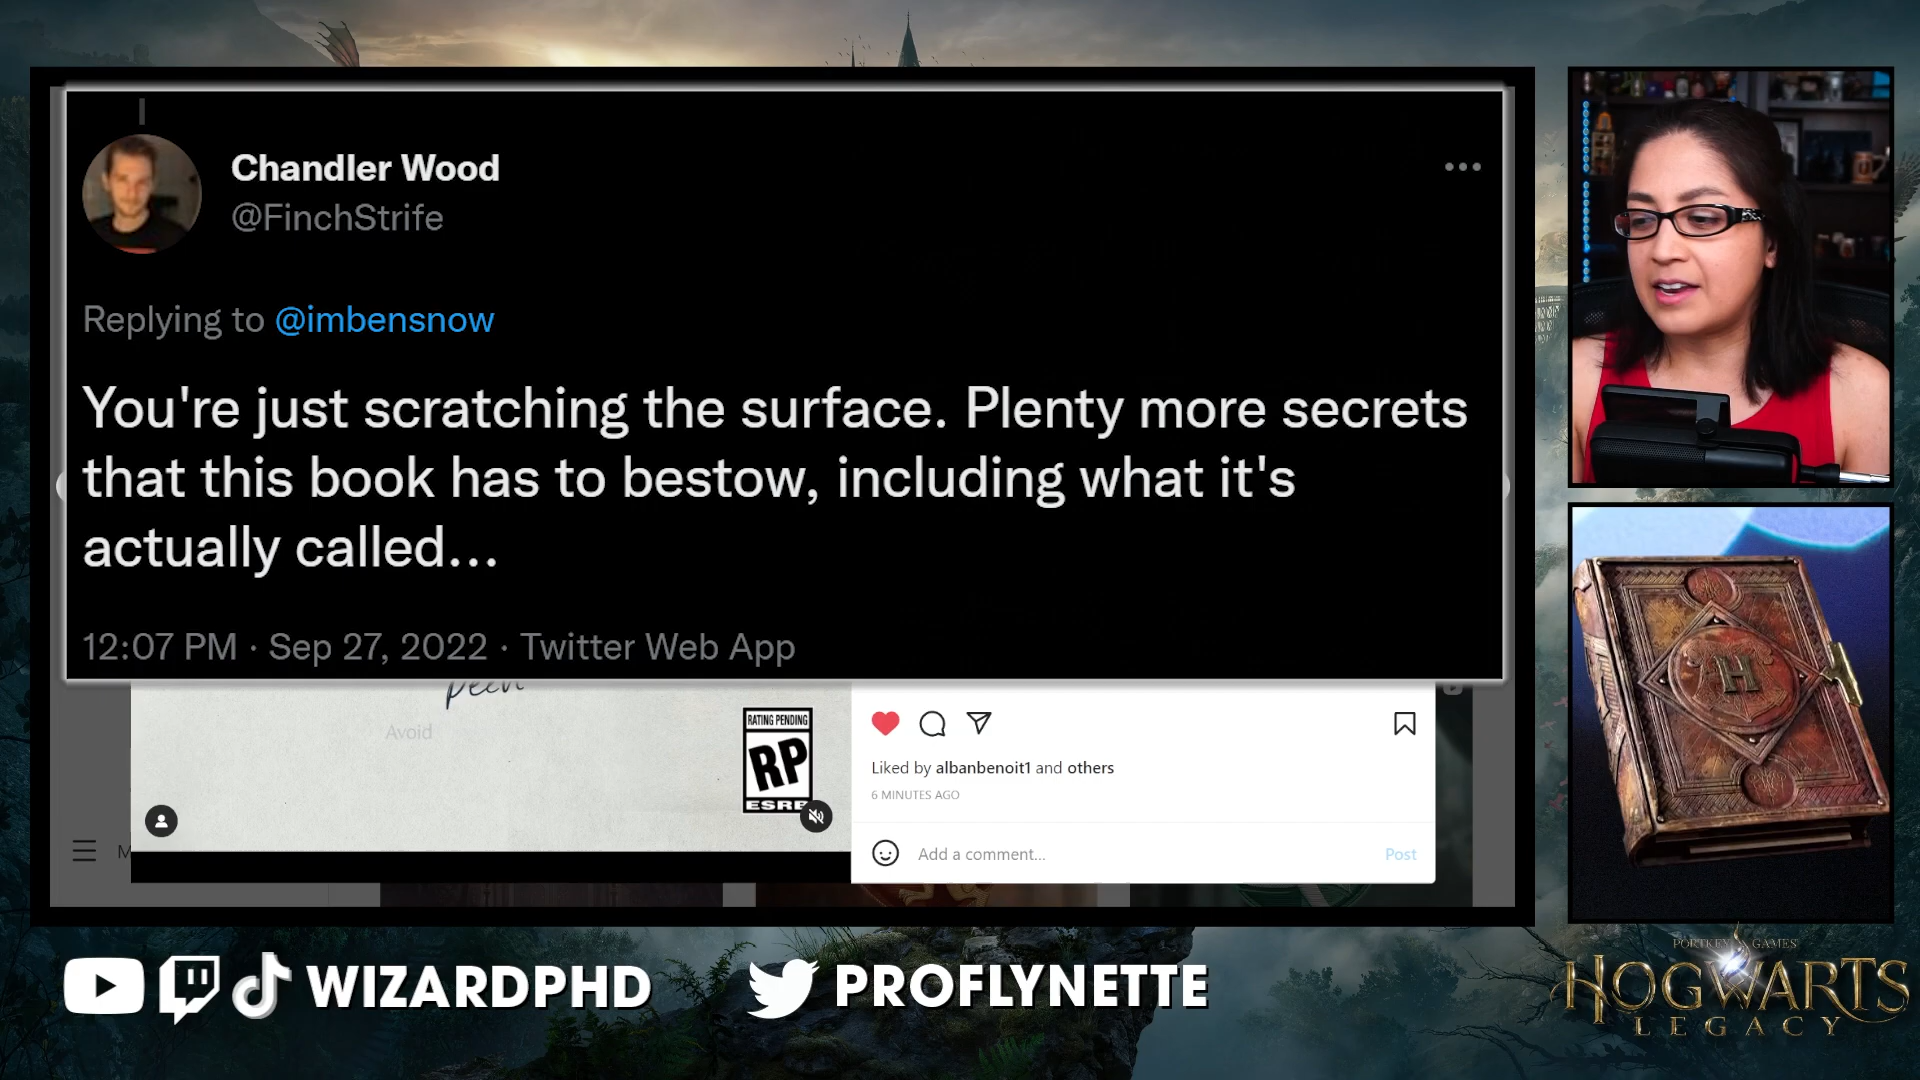 Chandler Wood
@FinchStrife
Replying to @imbensnow
You're just scratching the surface. Plenty more secrets
that this book has to bestow, including what it's
actually called...
12:07 PM · Sep 27, 2022 · Twitter Web App
Avoid
RATING PENDING
RP
ESRB
Liked by albanbenoit1 and others
6 MINUTES AGO
Add a comment...
Post
M
H
WIZARDPHD
PROFLYNETTE
PORTKEY GAMES
HOGWARTS
LEGACY